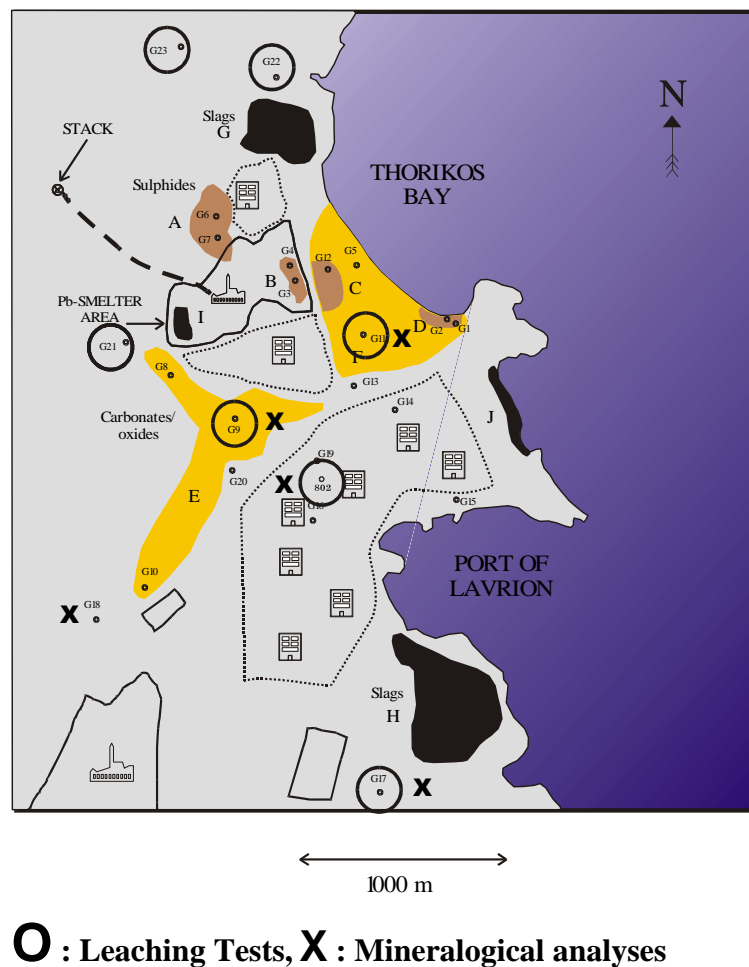 G23
G22
Slags
G
N
STACK
THORIKOS
BAY
Sulphides
A
G6
G7
G4
G3
B
G12
G5
C
Pb-SMELTER
AREA
I
D
G2
G1
G21
G11
X
F
G8
G13
G14
J
Carbonates/
oxides
G9
X
G19
X
802
G20
E
G15
G10
PORT OF
LAVRION
X
G18
Slags
H
G17
X
1000 m
O : Leaching Tests, X : Mineralogical analyses